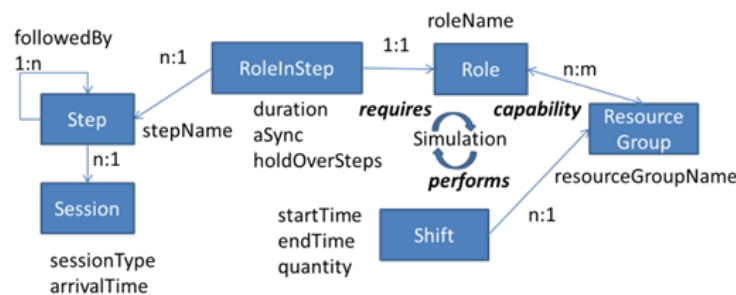 followedBy
1:n
Step
n:1
stepName
n:1
Session
sessionType
arrivalTime
RoleInStep
duration
aSync
holdOverSteps
1:1
roleName
Role
n:m
requires
capability
Simulation
performs
Resource
Group
resourceGroupName
n:1
startTime
endTime
quantity
Shift